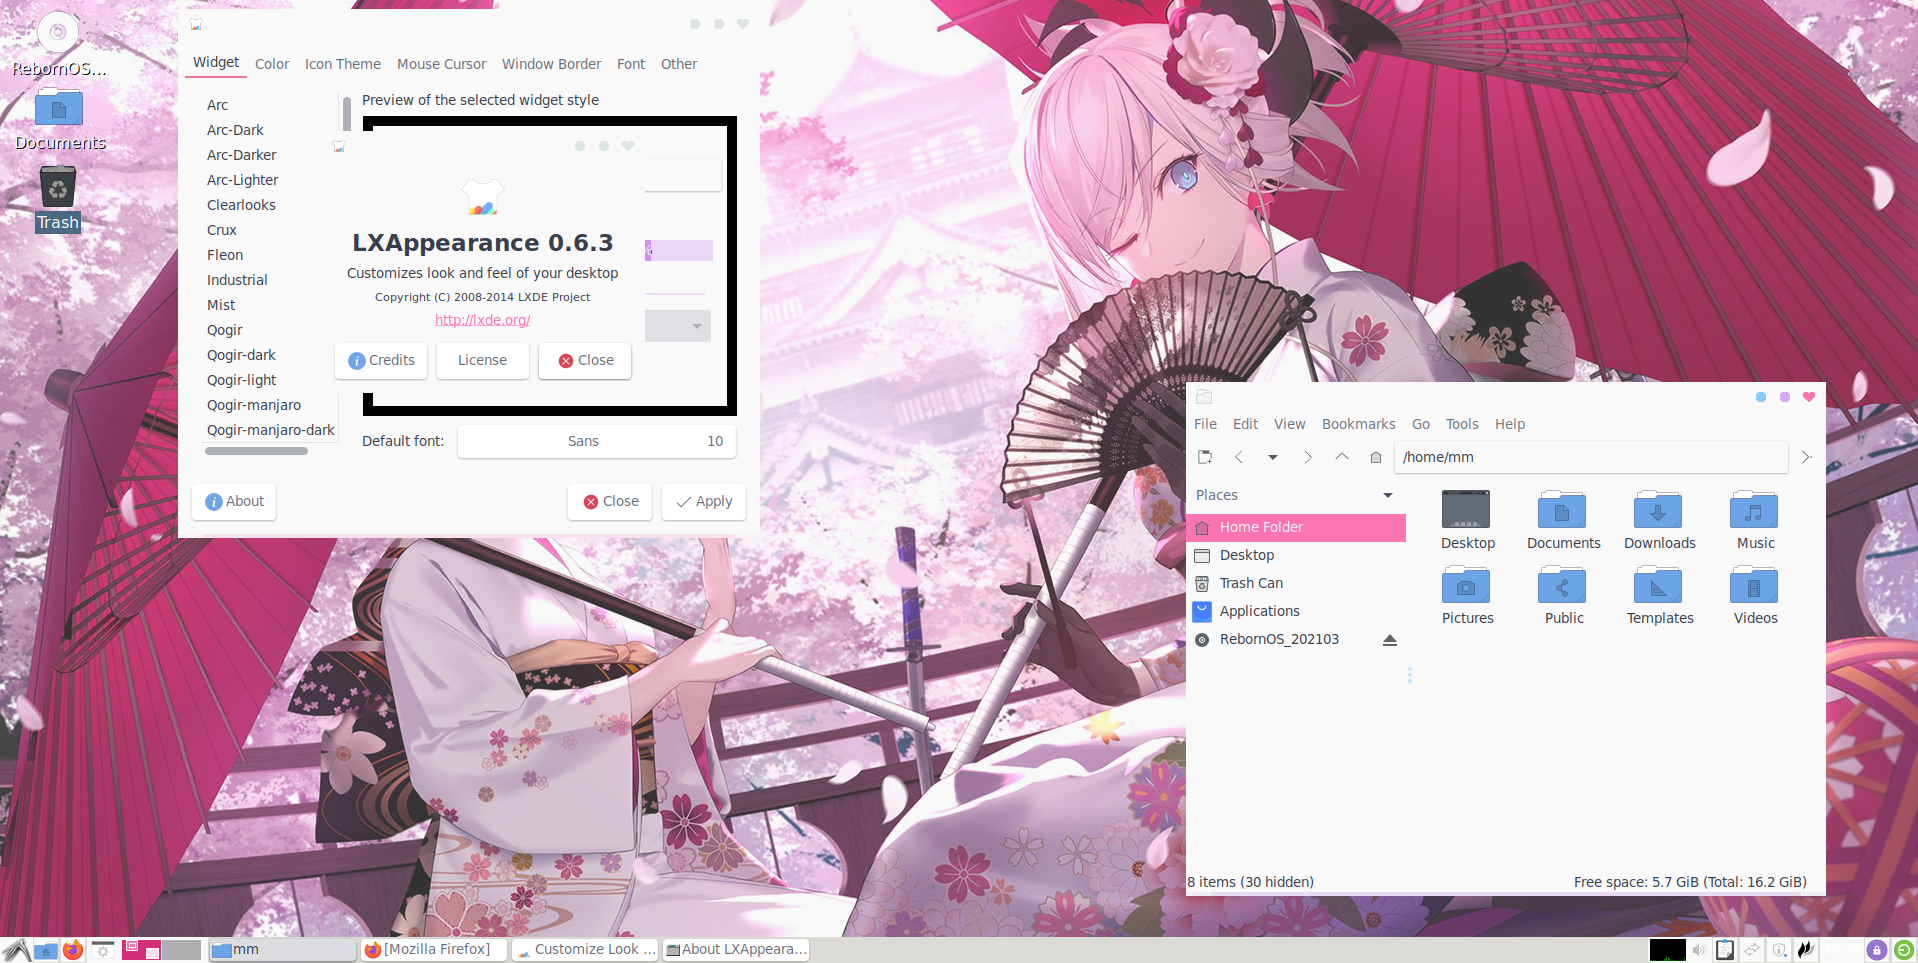 RebornOS...
Documents
Trash
Widget
Color
Icon Theme
Mouse Cursor
Window Border
Font
Other
Arc
Arc-Dark
Arc-Darker
Arc-Lighter
Clearlooks
Crux
Fleon
Industrial
Mist
Qogir
Qogir-dark
Qogir-light
Qogir-manjaro
Qogir-manjaro-dark
Preview of the selected widget style
LXAppearance 0.6.3
Customizes look and feel of your desktop
Copyright (C) 2008-2014 LXDE Project
http://lxde.org/
Credits
License
Close
Default font:
Sans
10
About
Close
Apply
File
Edit
View
Bookmarks
Go
Tools
Help
/home/mm
Places
Home Folder
Desktop
Trash Can
Applications
RebornOS_202103
Desktop
Documents
Downloads
Music
Pictures
Public
Templates
Videos
8 items (30 hidden)
Free space: 5.7 GiB (Total: 16.2 GiB)
mm
[Mozilla Firefox]
Customize Look ...
About LXAppeara...